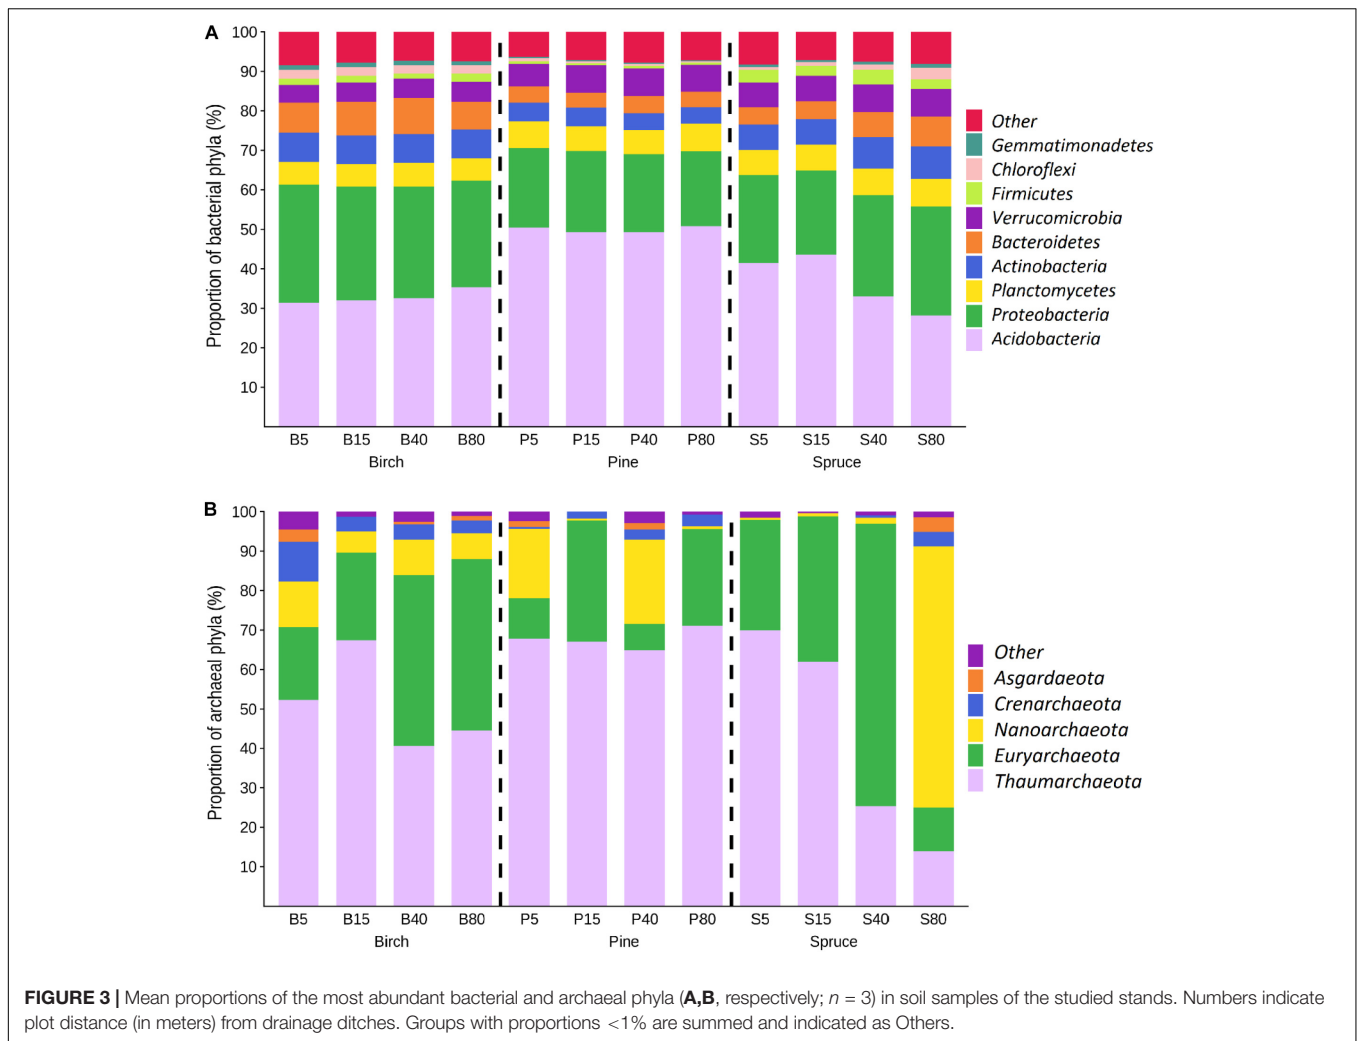 A
Proportion of bacterial phyla (%)
100
90
80
70
60
50
40
30
20
10
B5 B15 B40 B80 P5 P15 P40 P80 S5 S15 S40 S80
Birch Pine Spruce
Other
Gemmatimonadetes
Chloroflexi
Firmicutes
Verrucomicrobia
Bacteroidetes
Actinobacteria
Planctomycetes
Proteobacteria
Acidobacteria
B
Proportion of archaeal phyla (%)
100
90
80
70
60
50
40
30
20
10
B5 B15 B40 B80 P5 P15 P40 P80 S5 S15 S40 S80
Birch Pine Spruce
Other
Asgardaeota
Crenarchaeota
Nanoarchaeota
Euryarchaeota
Thaumarchaeota
FIGURE 3 | Mean proportions of the most abundant bacterial and archaeal phyla (A,B, respectively; n = 3) in soil samples of the studied stands. Numbers indicate
plot distance (in meters) from drainage ditches. Groups with proportions <1% are summed and indicated as Others.